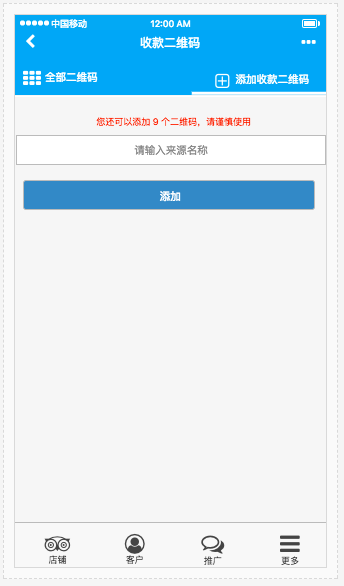 中国移动 12:00 AM
收款二维码
全部二维码 添加收款二维码
您还可以添加 9 个二维码，请谨慎使用
请输入来源名称
添加
店铺 客户 推广 更多